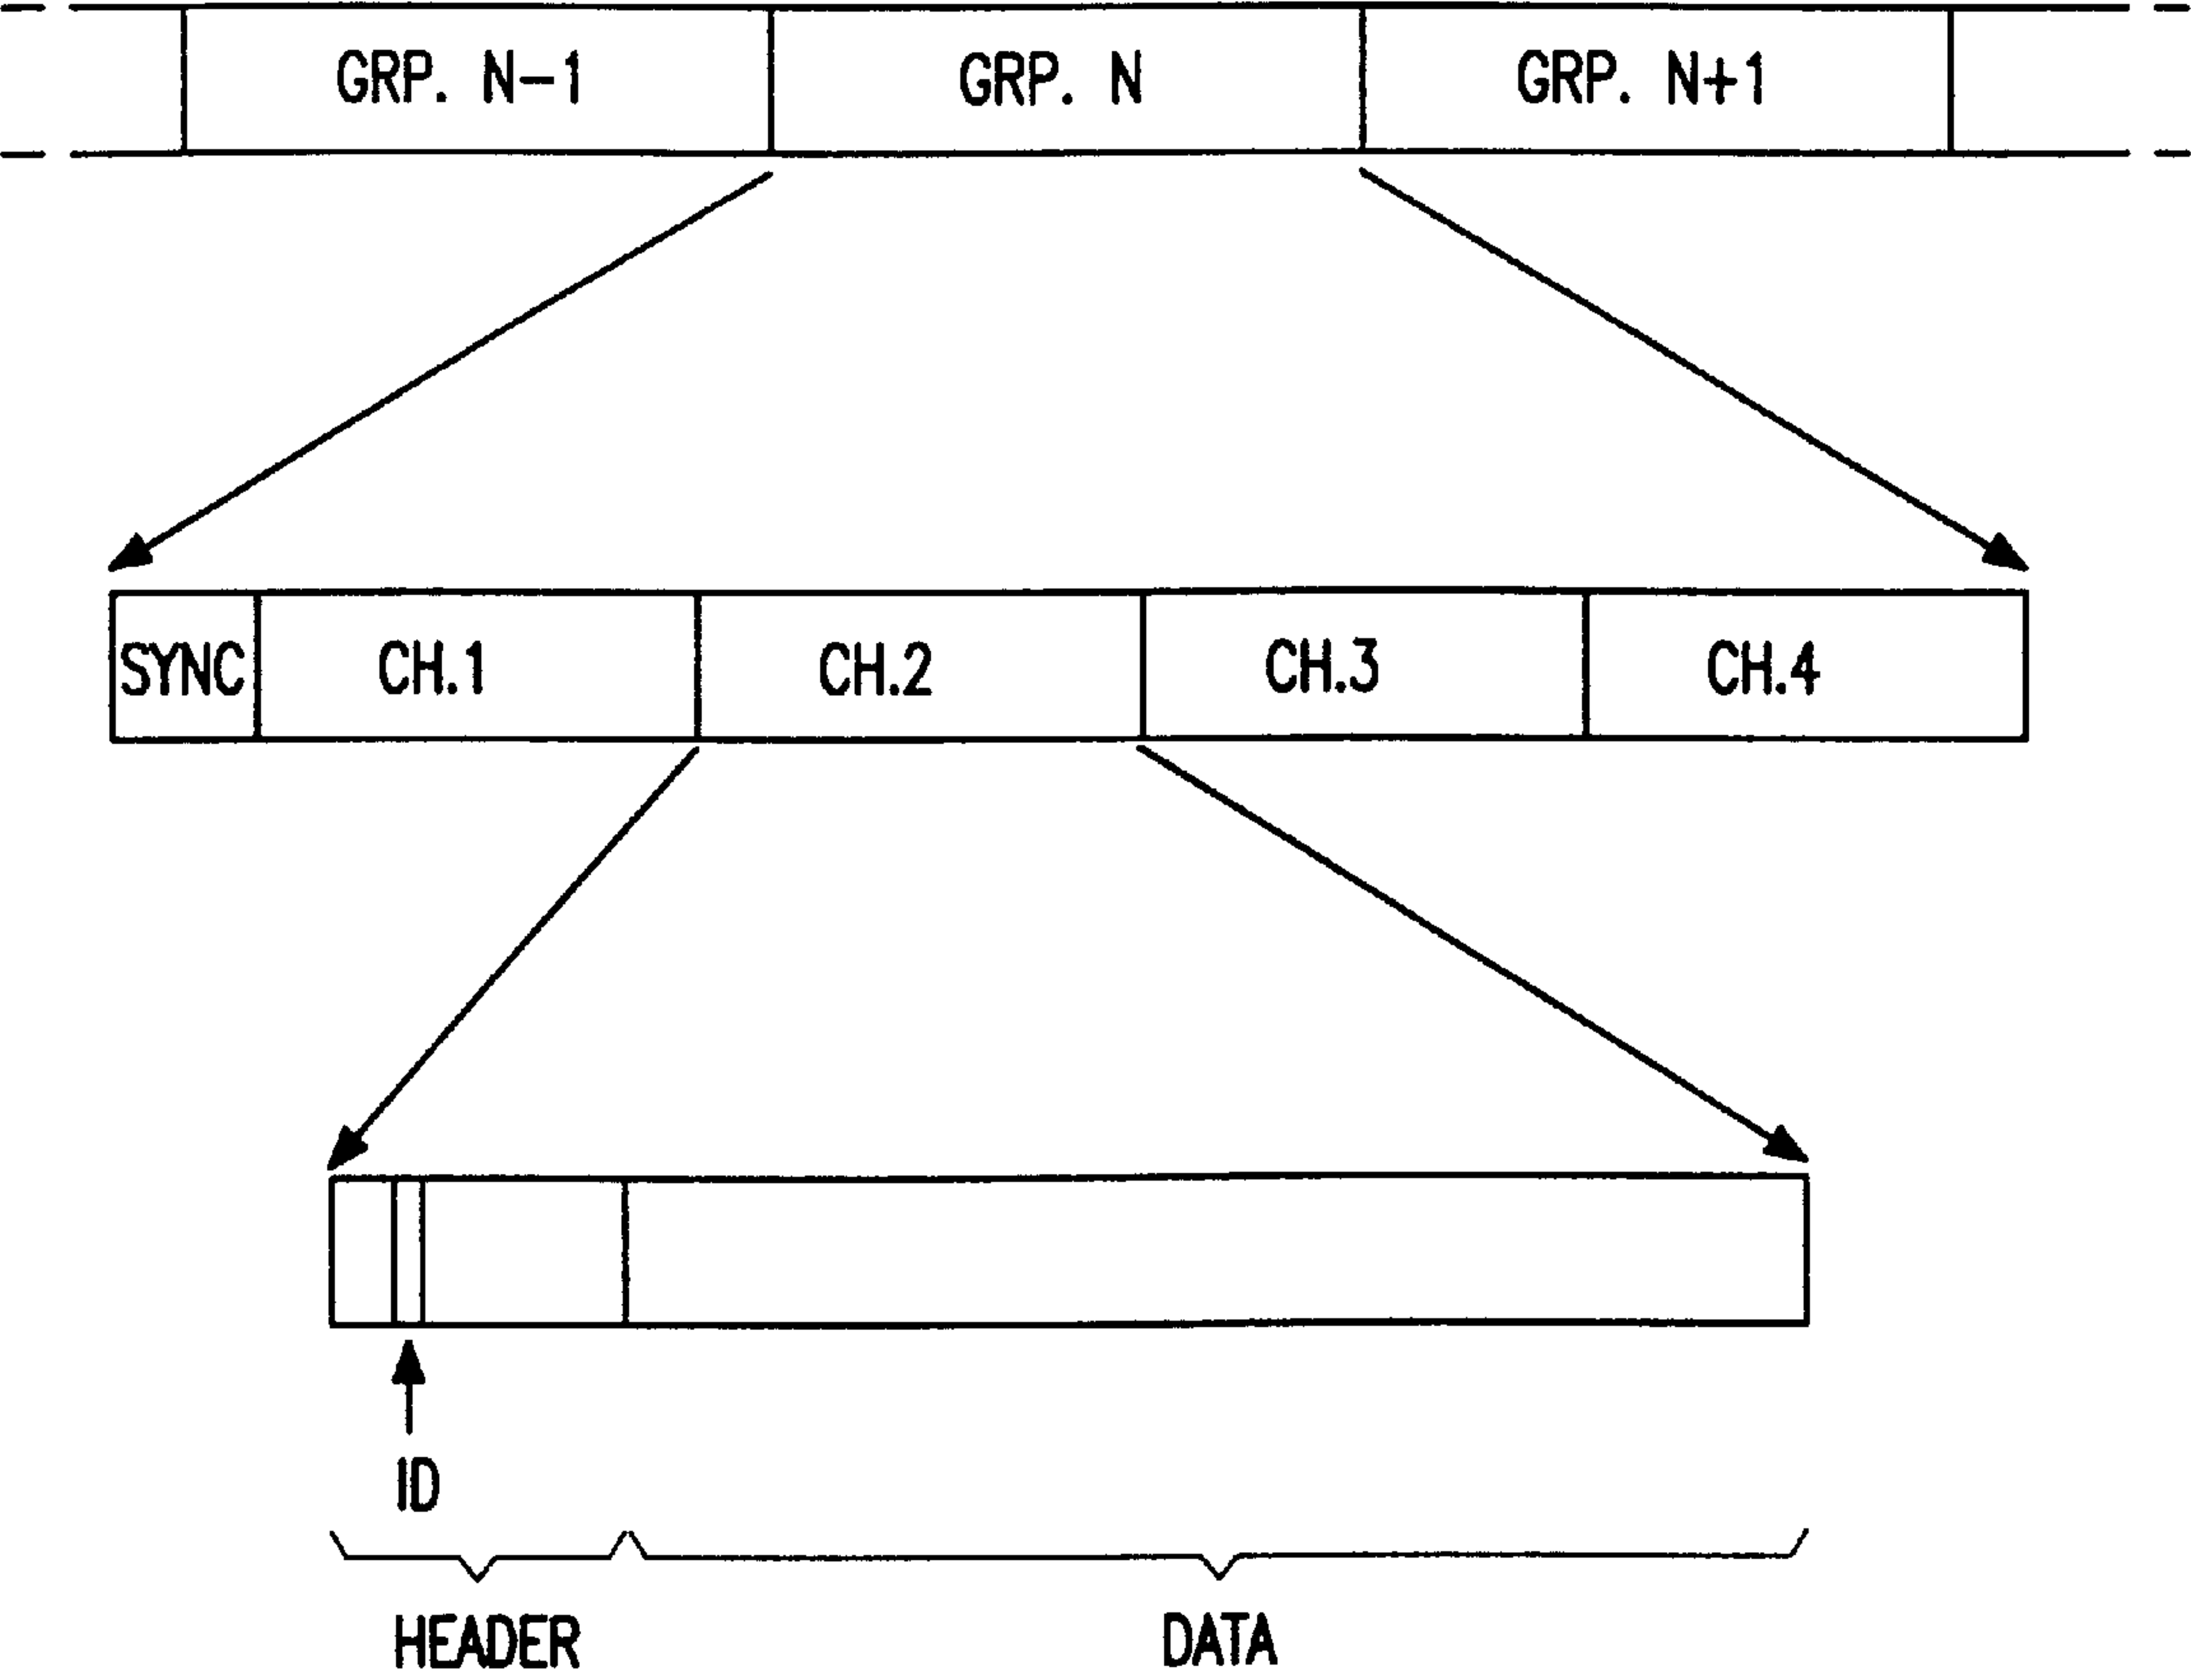 GRP. N-1 GRP. N GRP. N+1
SYNC CH.1 CH.2 CH.3 CH.4
ID
HEADER DATA